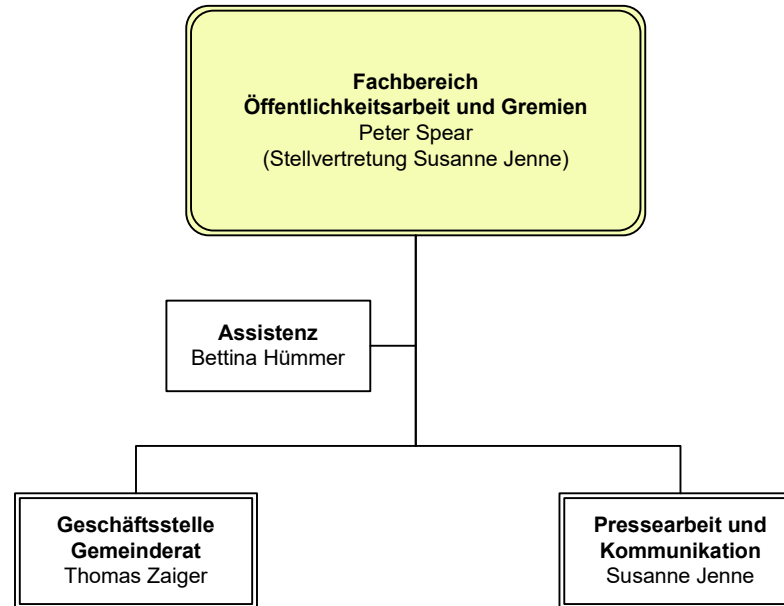 Fachbereich
Öffentlichkeitsarbeit und Gremien
Peter Spear
(Stellvertretung Susanne Jenne)
Assistenz
Bettina Hümmer
Geschäftsstelle
Gemeinderat
Thomas Zaiger
Pressearbeit und
Kommunikation
Susanne Jenne